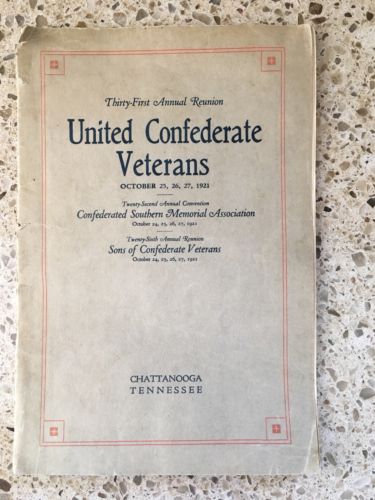 Thirty-First Annual Reunion
United Confederate
Veterans
OCTOBER 25, 26, 27, 1921
Twenty-Second Annual Convention
Confederated Southern Memorial Association
October 24, 25, 26, 27, 1921
Twenty-Sixth Annual Reunion
Sons of Confederate Veterans
October 24, 25, 26, 27, 1921
CHATTANOOGA
TENNESSEE